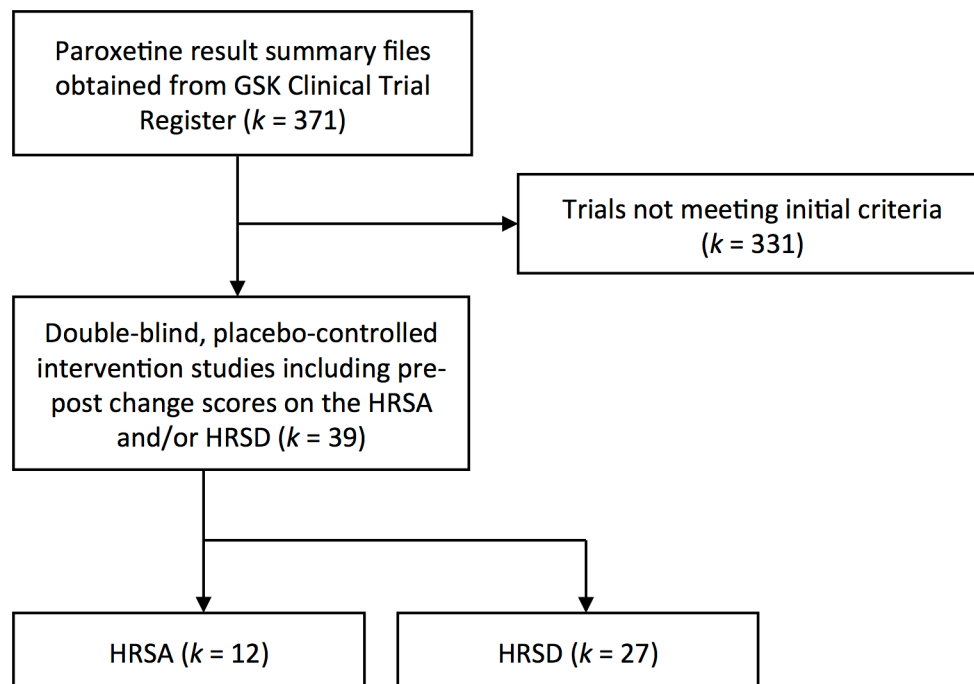 Paroxetine result summary files
obtained from GSK Clinical Trial
Register (k = 371)
Trials not meeting initial criteria
(k = 331)
Double-blind, placebo-controlled
intervention studies including pre-
post change scores on the HRSA
and/or HRSD (k = 39)
HRSA (k = 12)
HRSD (k = 27)